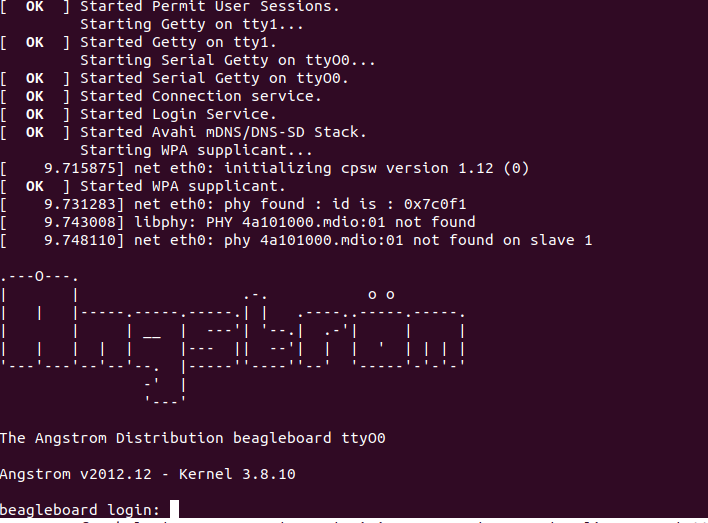 [  OK  ] Started Permit User Sessions.
         Starting Getty on tty1...
[  OK  ] Started Getty on tty1.
         Starting Serial Getty on ttyO0...
[  OK  ] Started Serial Getty on ttyO0.
[  OK  ] Started Connection service.
[  OK  ] Started Login Service.
[  OK  ] Started Avahi mDNS/DNS-SD Stack.
         Starting WPA supplicant...
[    9.715875] net eth0: initializing cpsw version 1.12 (0)
[  OK  ] Started WPA supplicant.
[    9.731283] net eth0: phy found : id is : 0x7c0f1
[    9.743008] libphy: PHY 4a101000.mdio:01 not found
[    9.748110] net eth0: phy 4a101000.mdio:01 not found on slave 1
.---O---.
|       |                  .-.           o o
|   |   |-----.-----.-----.| |   .----..-----.-----.
|       |     | __  |  ---'| '--.|  .-'|     |     |
|   |   |  |  |     |---  ||  --'|  |  |  '  | | | |
'---'---'--'--'--.  |-----''----''--'  '-----'-'-'-'
                -'  |
                '---'
The Angstrom Distribution beagleboard ttyO0
Angstrom v2012.12 - Kernel 3.8.10
beagleboard login: